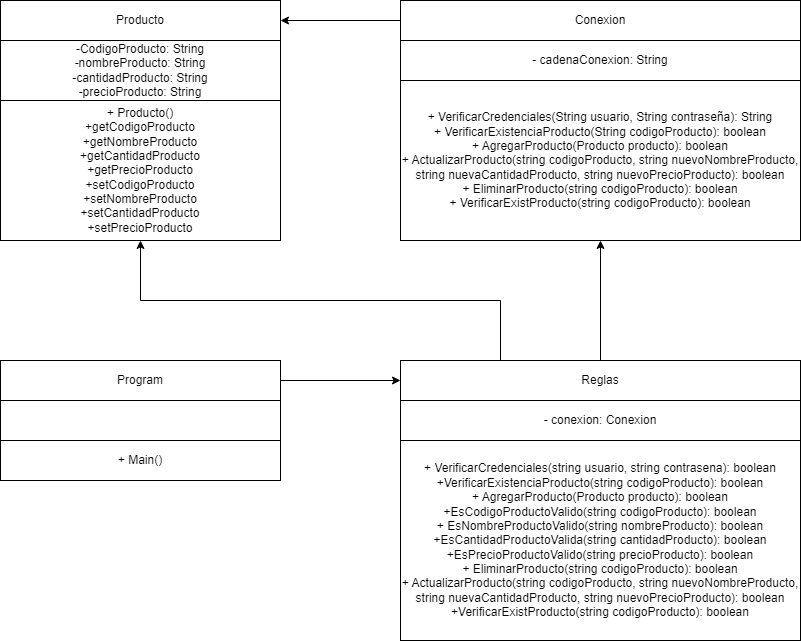 Producto
-CodigoProducto: String
-nombreProducto: String
-cantidadProducto: String
-precioProducto: String
+ Producto()
+getCodigoProducto
+getNombreProducto
+getCantidadProducto
+getPrecioProducto
+setCodigoProducto
+setNombreProducto
+setCantidadProducto
+setPrecioProducto
Conexion
- cadenaConexion: String
+ VerificarCredenciales(String usuario, String contraseña): String
+ VerificarExistenciaProducto(String codigoProducto): boolean
+ AgregarProducto(Producto producto): boolean
+ ActualizarProducto(string codigoProducto, string nuevoNombreProducto,
string nuevaCantidadProducto, string nuevoPrecioProducto): boolean
+ EliminarProducto(string codigoProducto): boolean
+ VerificarExistProducto(string codigoProducto): boolean
Program
+ Main()
Reglas
- conexion: Conexion
+ VerificarCredenciales(string usuario, string contrasena): boolean
+VerificarExistenciaProducto(string codigoProducto): boolean
+ AgregarProducto(Producto producto): boolean
+EsCodigoProductoValido(string codigoProducto): boolean
+ EsNombreProductoValido(string nombreProducto): boolean
+EsCantidadProductoValida(string cantidadProducto): boolean
+EsPrecioProductoValido(string precioProducto): boolean
+ EliminarProducto(string codigoProducto): boolean
+ ActualizarProducto(string codigoProducto, string nuevoNombreProducto,
string nuevaCantidadProducto, string nuevoPrecioProducto): boolean
+VerificarExistProducto(string codigoProducto): boolean